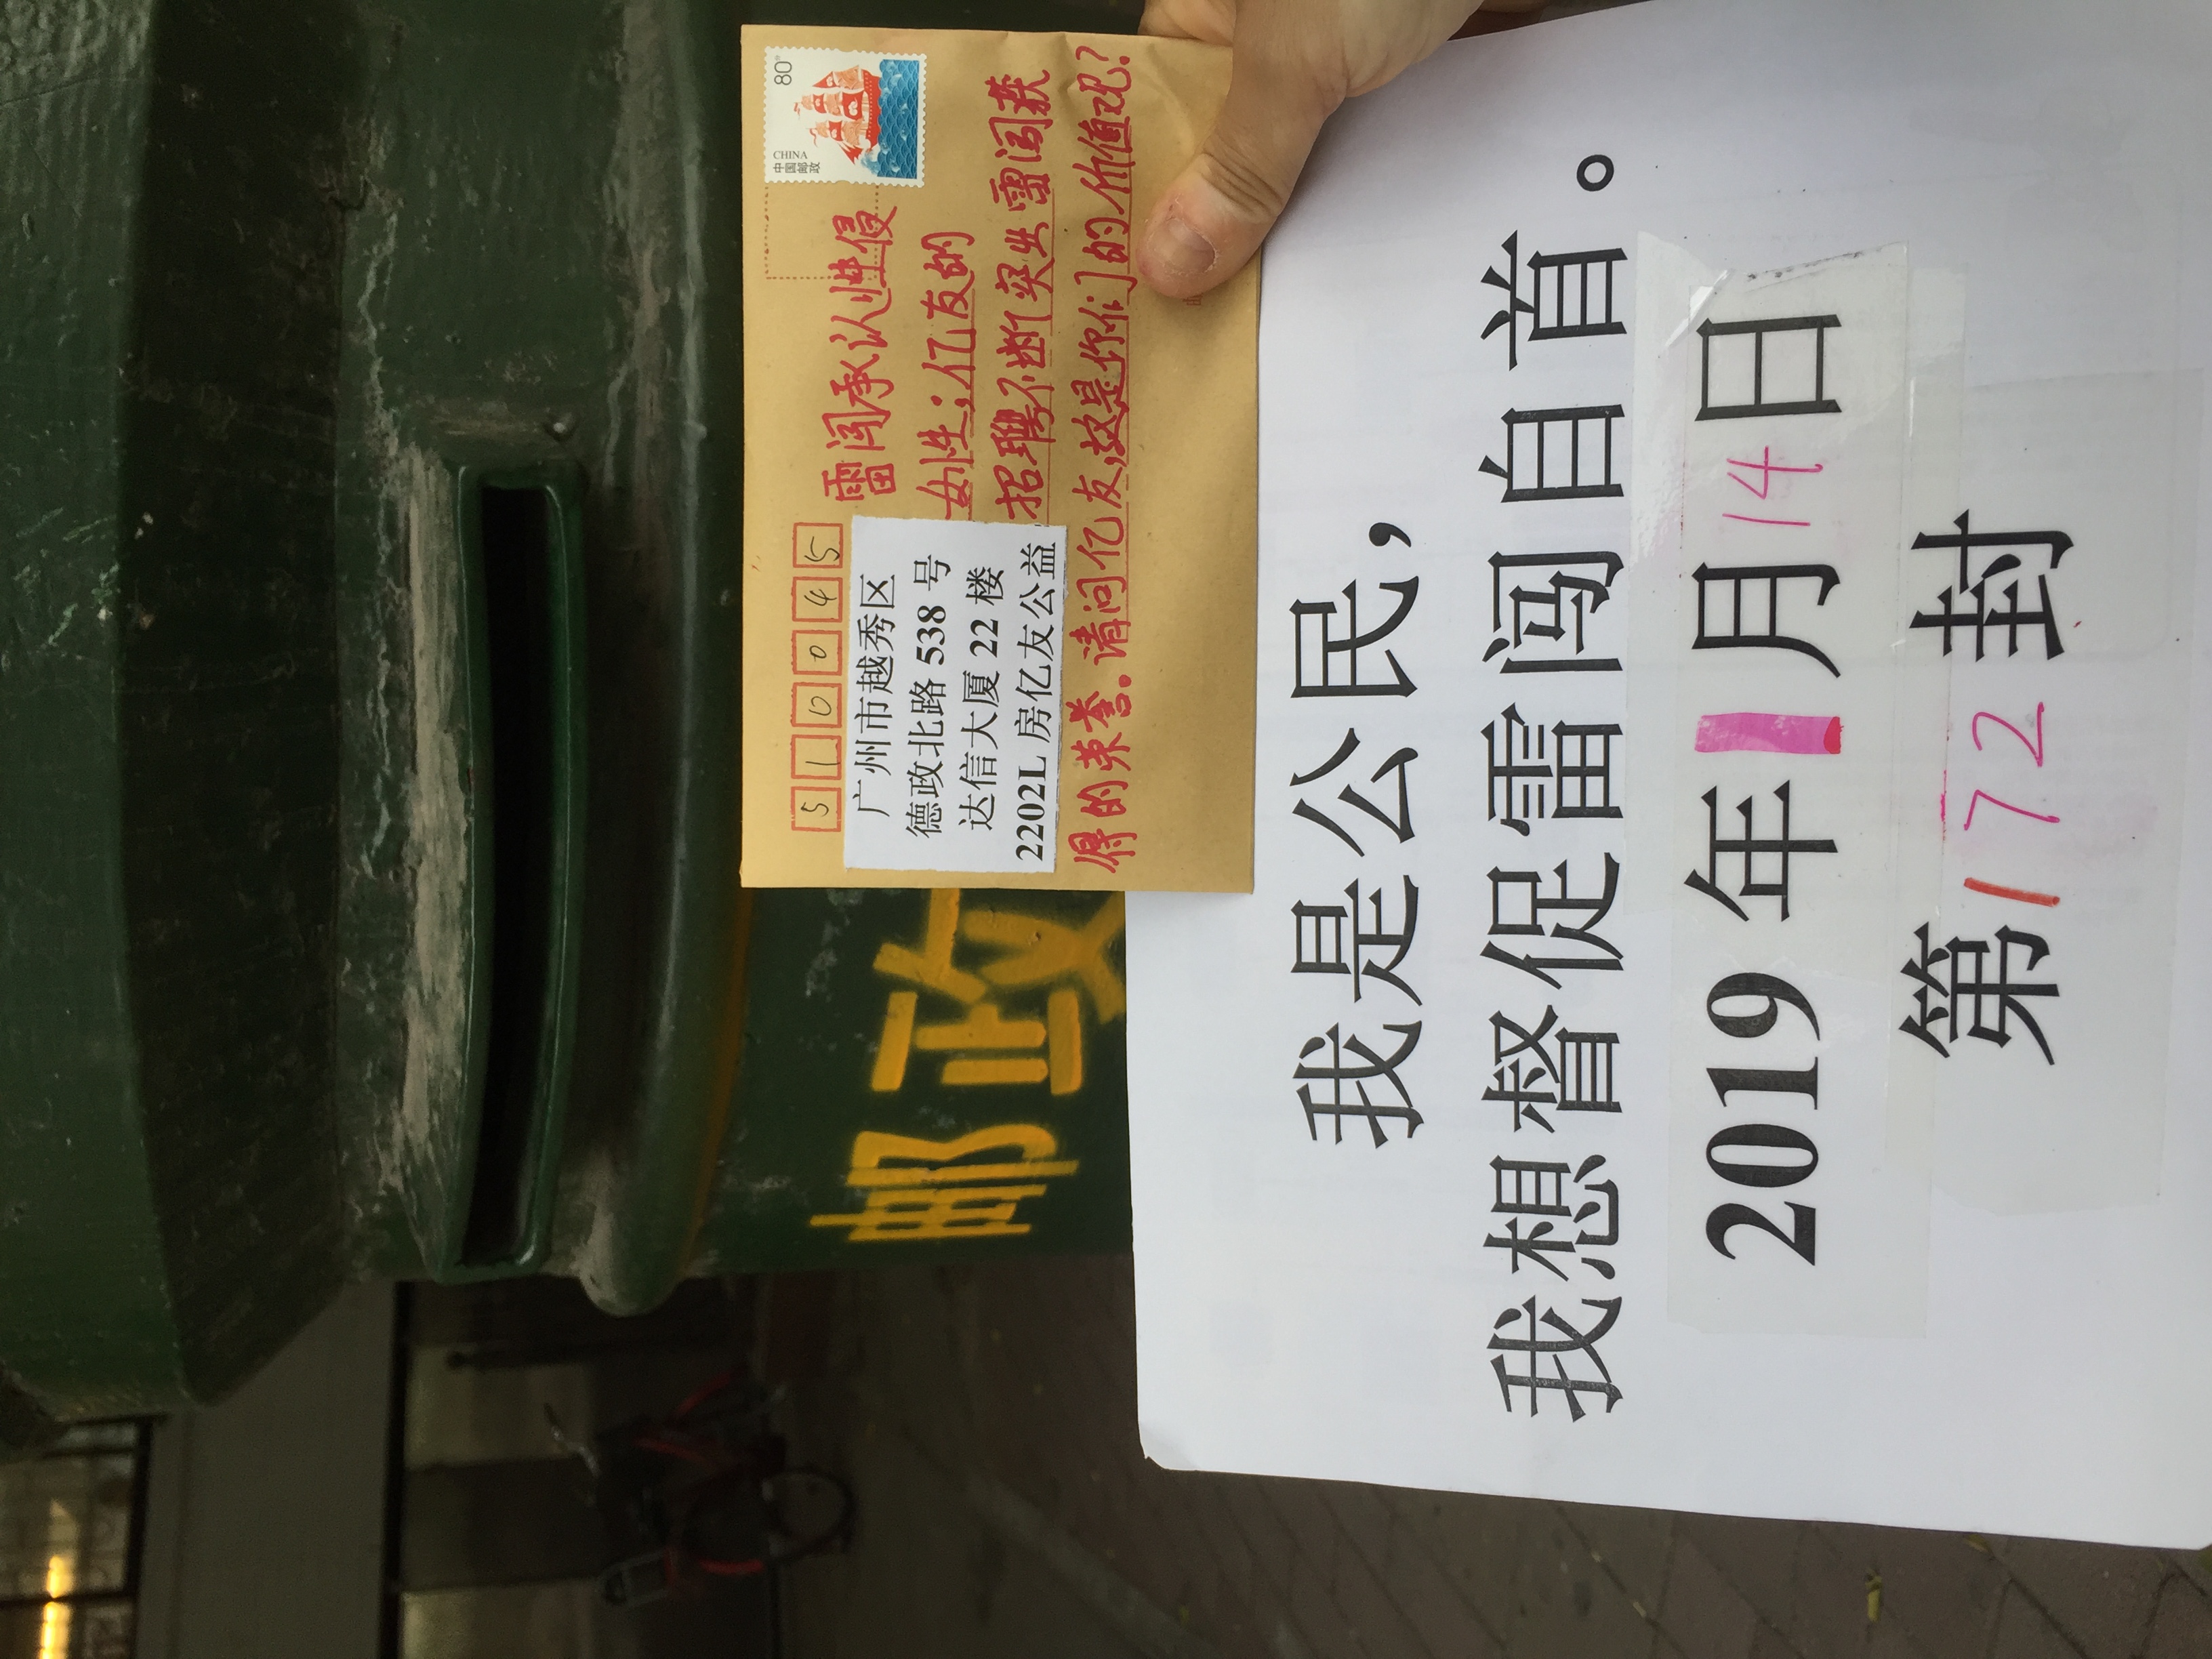 邮政
510045
广州市越秀区
德政北路 538 号
达信大厦 22 楼
2202L 房亿友公益
雷闯承认性侵
女性；亿友的
招聘不断突出雷闯获
得的荣誉。请问亿友，这是你们的价值观？
中国邮政
CHINA
80
我是公民，
我想督促雷闯自首。
2019 年 1 月 14 日
第 172 封